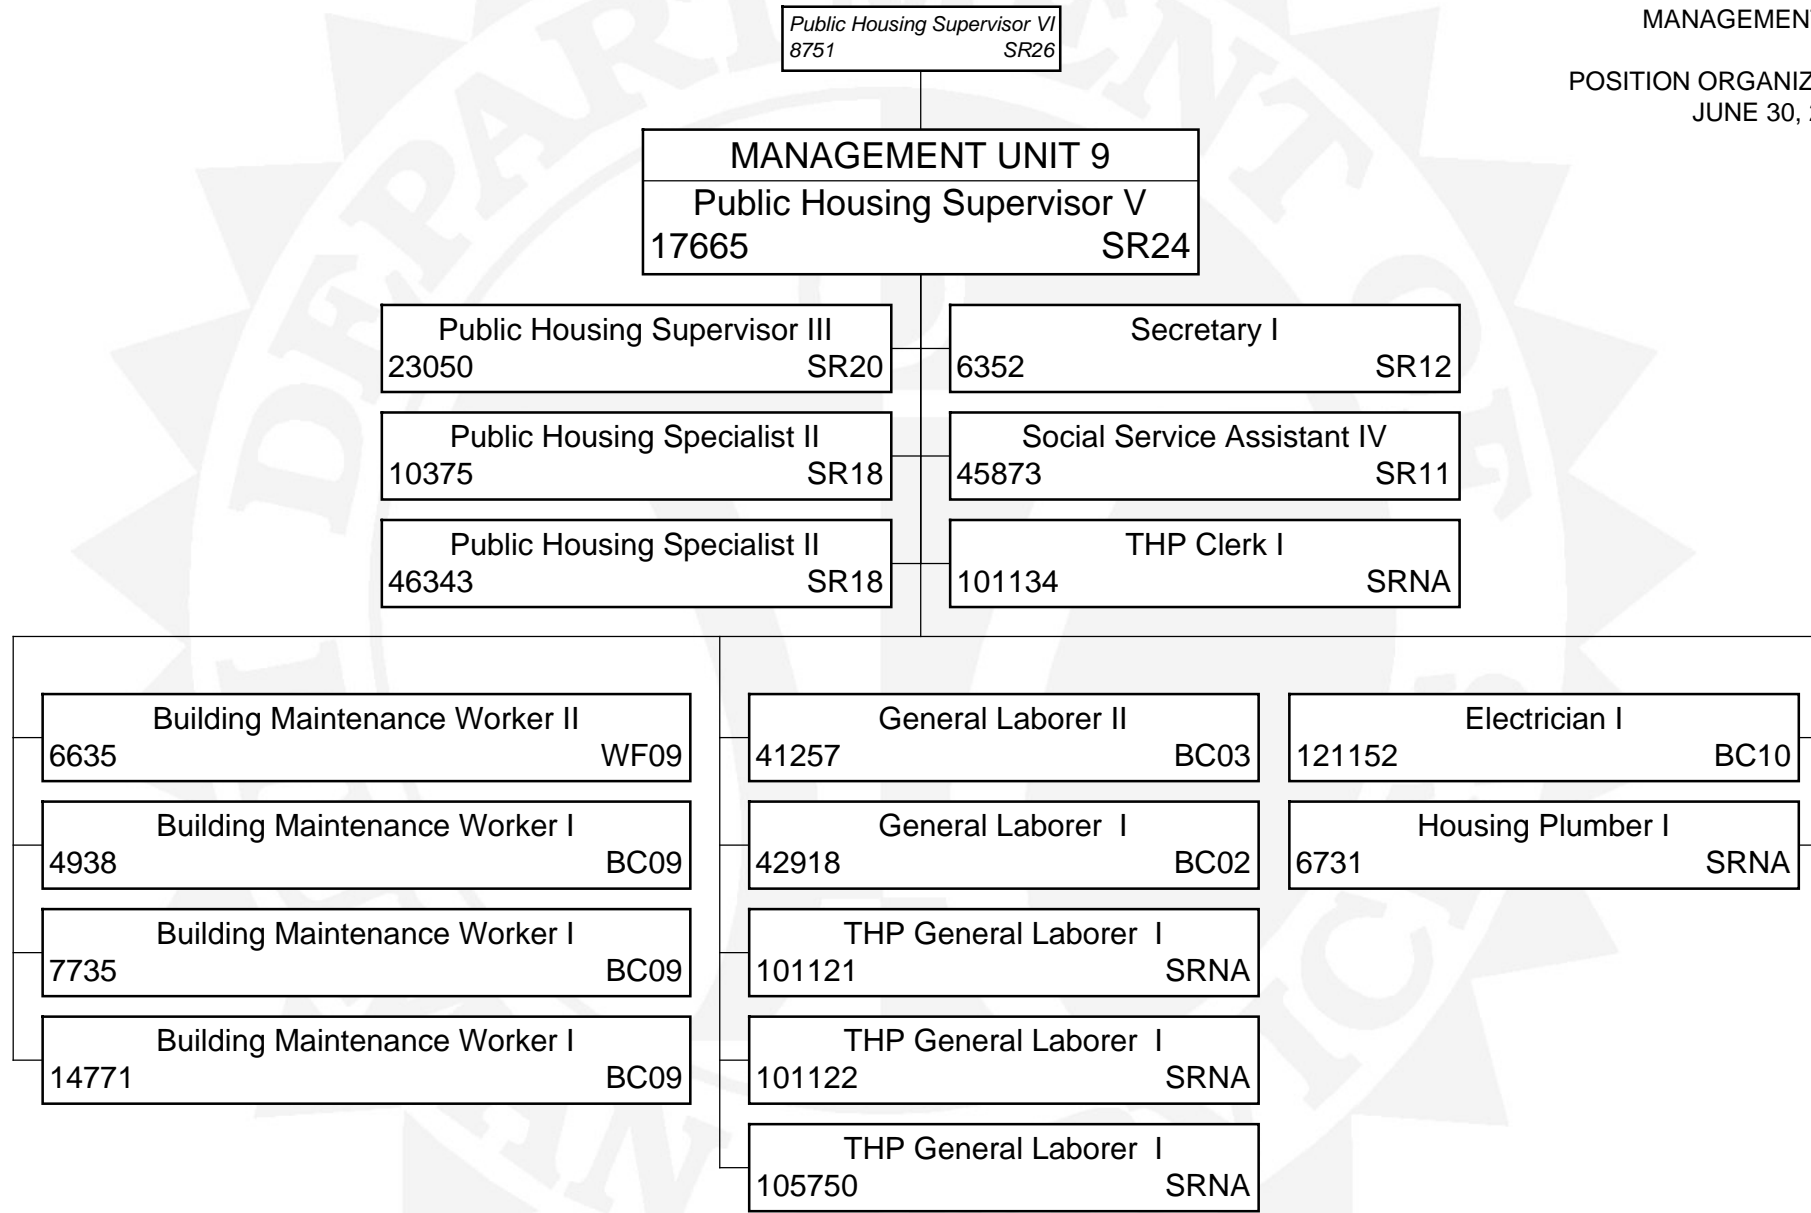 Public Housing Supervisor VI
8751 SR26
MANAGEMENT
POSITION
JUNE 30,
MANAGEMENT UNIT 9
Public Housing Supervisor V
17665 SR24
Public Housing Supervisor III
23050 SR20
Secretary I
6352 SR12
Public Housing Specialist II
10375 SR18
Social Service Assistant IV
45873 SR11
Public Housing Specialist II
46343 SR18
THP Clerk I
101134 SRNA
Building Maintenance Worker II
6635 WF09
Building Maintenance Worker I
4938 BC09
Building Maintenance Worker I
7735 BC09
Building Maintenance Worker I
14771 BC09
General Laborer II
41257 BC03
General Laborer I
42918 BC02
THP General Laborer I
101121 SRNA
THP General Laborer I
101122 SRNA
THP General Laborer I
105750 SRNA
Electrician I
121152 BC10
Housing Plumber I
6731 SRNA
DEPARTMENT OF